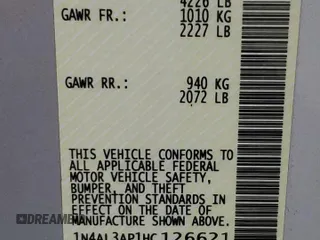 4226 LB
GAWR FR.: 1010 KG
2227 LB
GAWR RR.: 940 KG
2072 LB
THIS VEHICLE CONFORMS TO
ALL APPLICABLE FEDERAL
MOTOR VEHICLE SAFETY,
BUMPER, AND THEFT
PREVENTION STANDARDS IN
EFFECT ON THE DATE OF
MANUFACTURE SHOWN ABOVE.
1N4AL3AP1HC126621